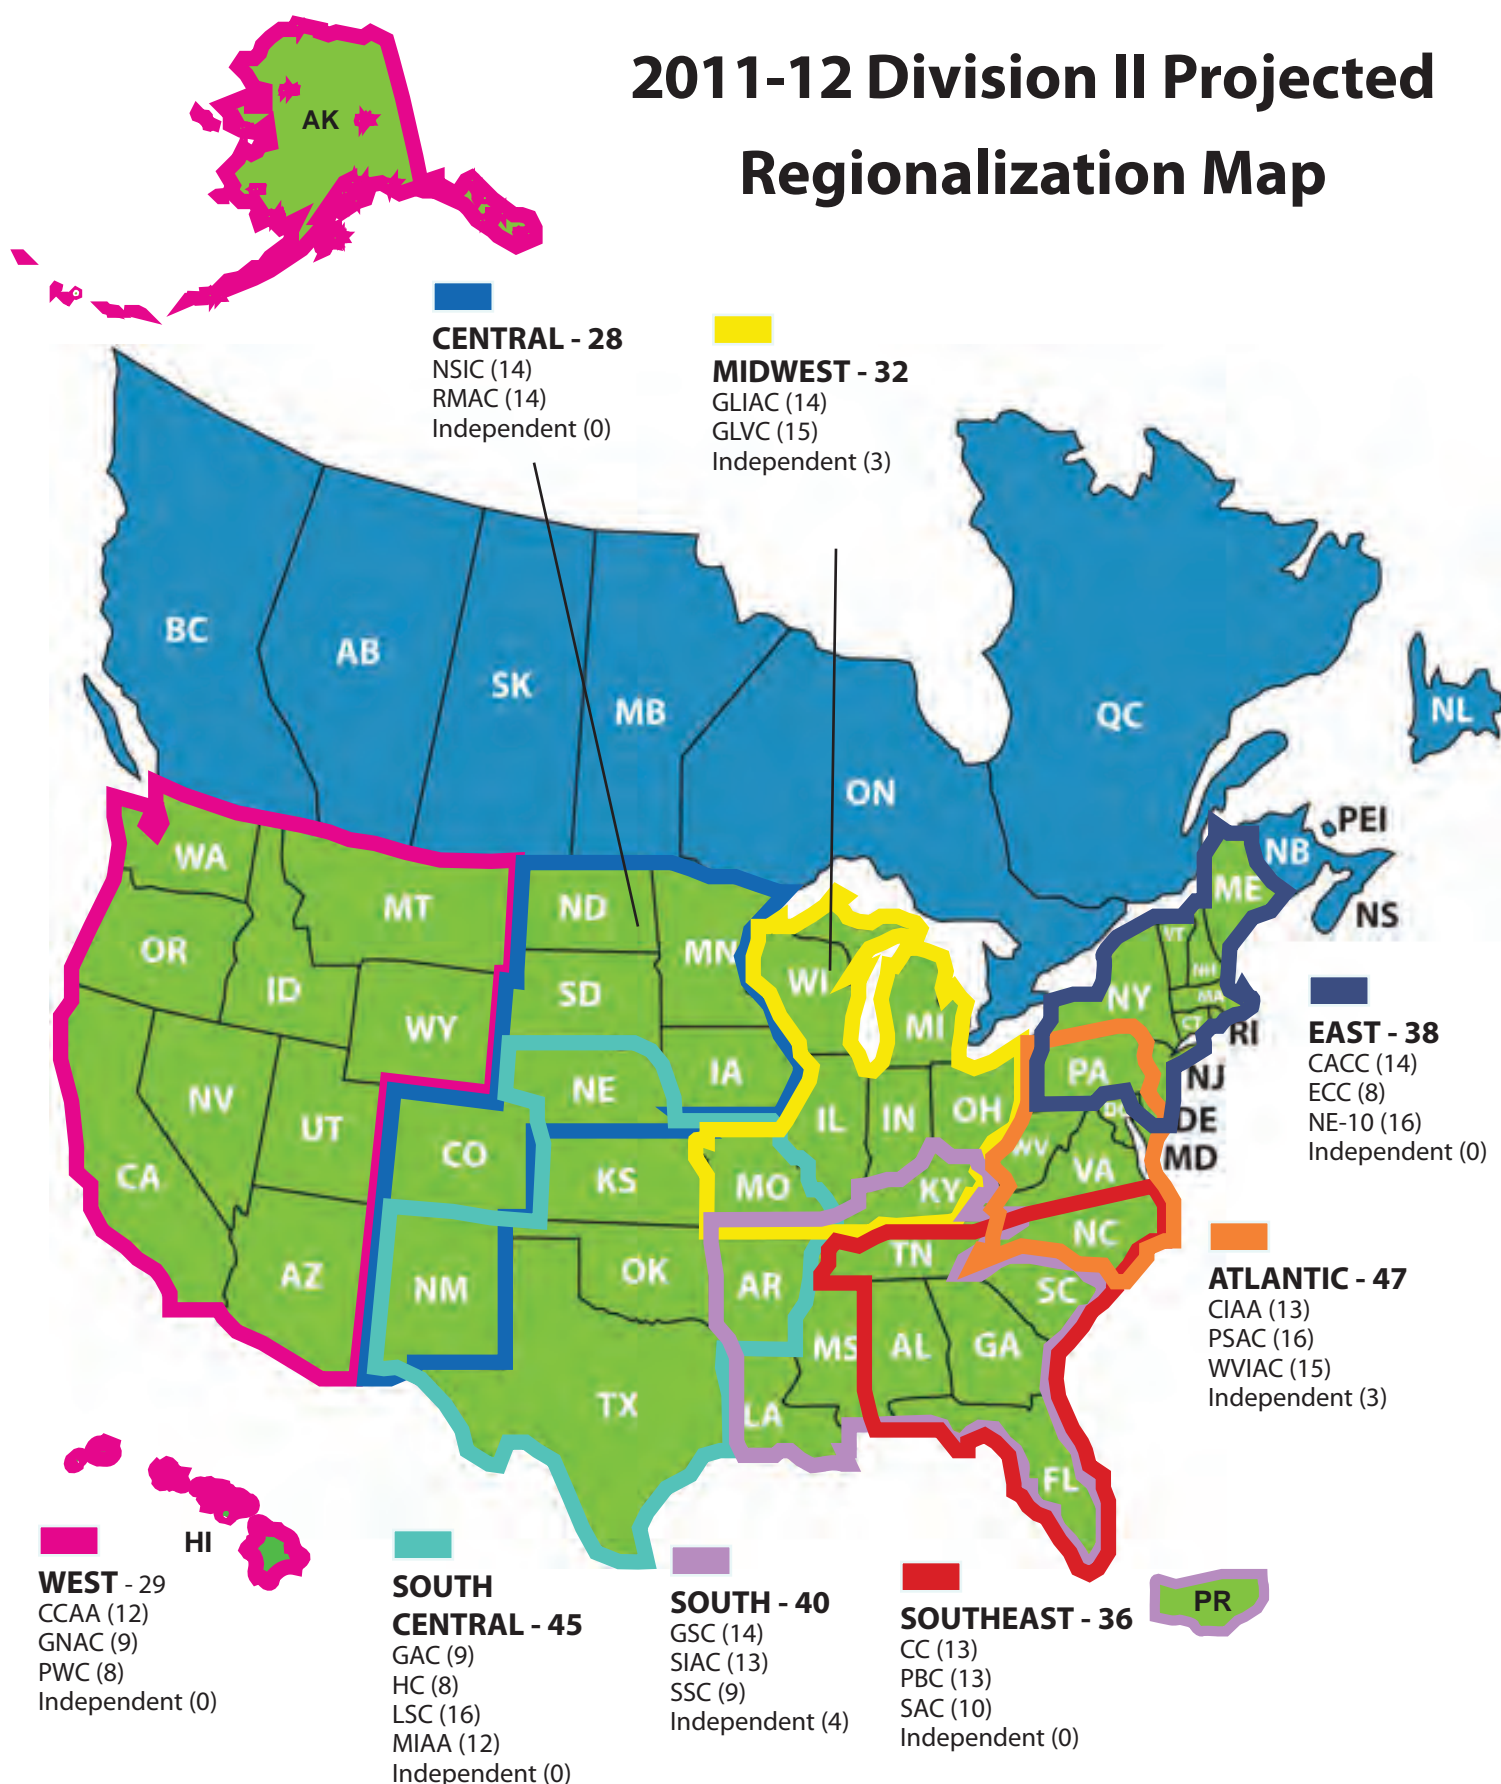 2011-12 Division II Projected
Regionalization Map
AK
CENTRAL - 28
NSIC (14)
RMAC (14)
Independent (0)
MIDWEST - 32
GLIAC (14)
GLVC (15)
Independent (3)
BC
AB
SK
MB
ON
QC
NL
PEI
NB
NS
WA
MT
ND
MN
ME
OR
ID
SD
WI
MI
NY
VT
NH
MA
CT
RI
WY
NE
IA
PA
NJ
NV
UT
CO
IL
IN
OH
DE
MD
CA
KS
MO
KY
WV
VA
AZ
NM
OK
AR
TN
NC
SC
TX
LA
MS
AL
GA
FL
EAST - 38
CACC (14)
ECC (8)
NE-10 (16)
Independent (0)
ATLANTIC - 47
CIAA (13)
PSAC (16)
WVIAC (15)
Independent (3)
HI
WEST - 29
CCAA (12)
GNAC (9)
PWC (8)
Independent (0)
SOUTH
CENTRAL - 45
GAC (9)
HC (8)
LSC (16)
MIAA (12)
Independent (0)
SOUTH - 40
GSC (14)
SIAC (13)
SSC (9)
Independent (4)
SOUTHEAST - 36
CC (13)
PBC (13)
SAC (10)
Independent (0)
PR